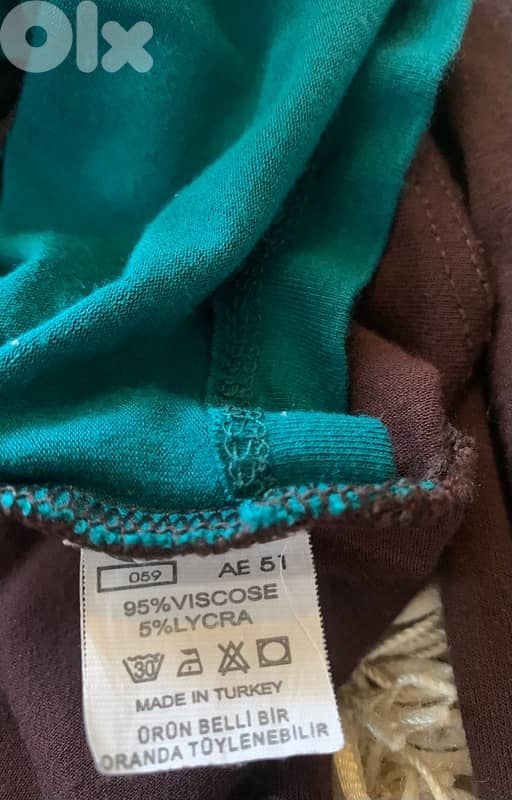 OLX
059 AE 51
95%VISCOSE
5%LYCRA
30
MADE IN TURKEY
ÜRÜN BELLİ BİR
ORANDA TÜYLENEBİLİR